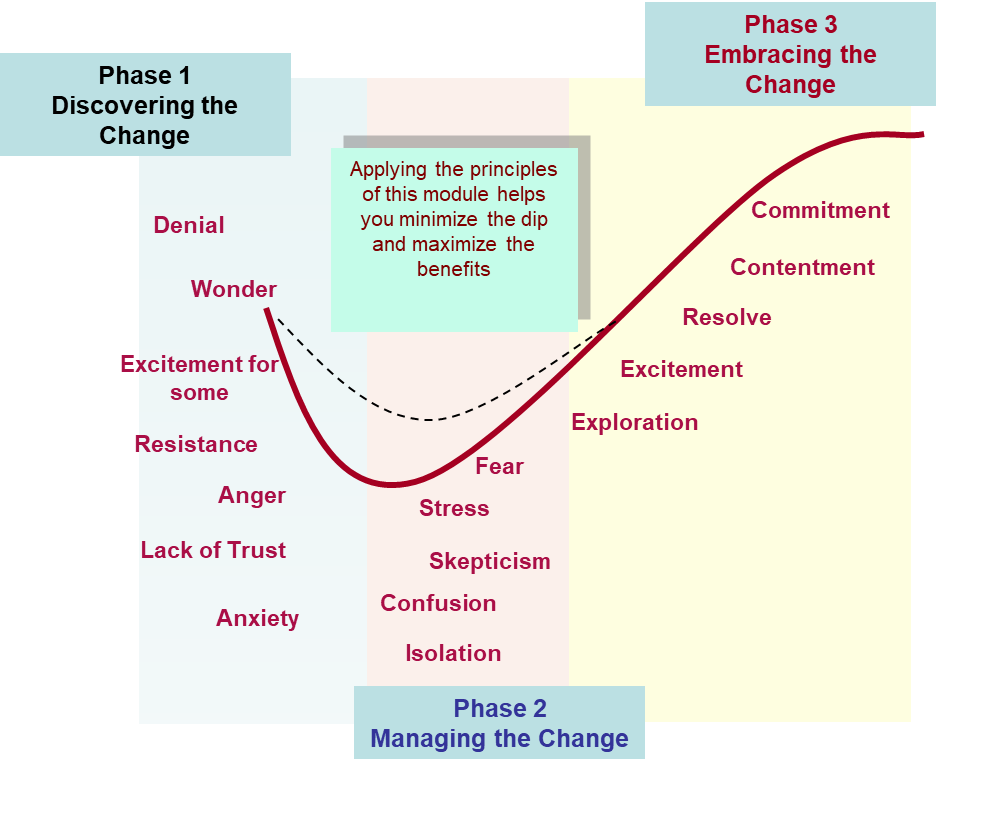 Phase 1
Discovering the
Change
Denial
Wonder
Excitement for
some
Resistance
Anger
Lack of Trust
Anxiety
Applying the principles
of this module helps
you minimize the dip
and maximize the
benefits
Fear
Stress
Skepticism
Confusion
Isolation
Phase 2
Managing the Change
Phase 3
Embracing the
Change
Commitment
Contentment
Resolve
Excitement
Exploration